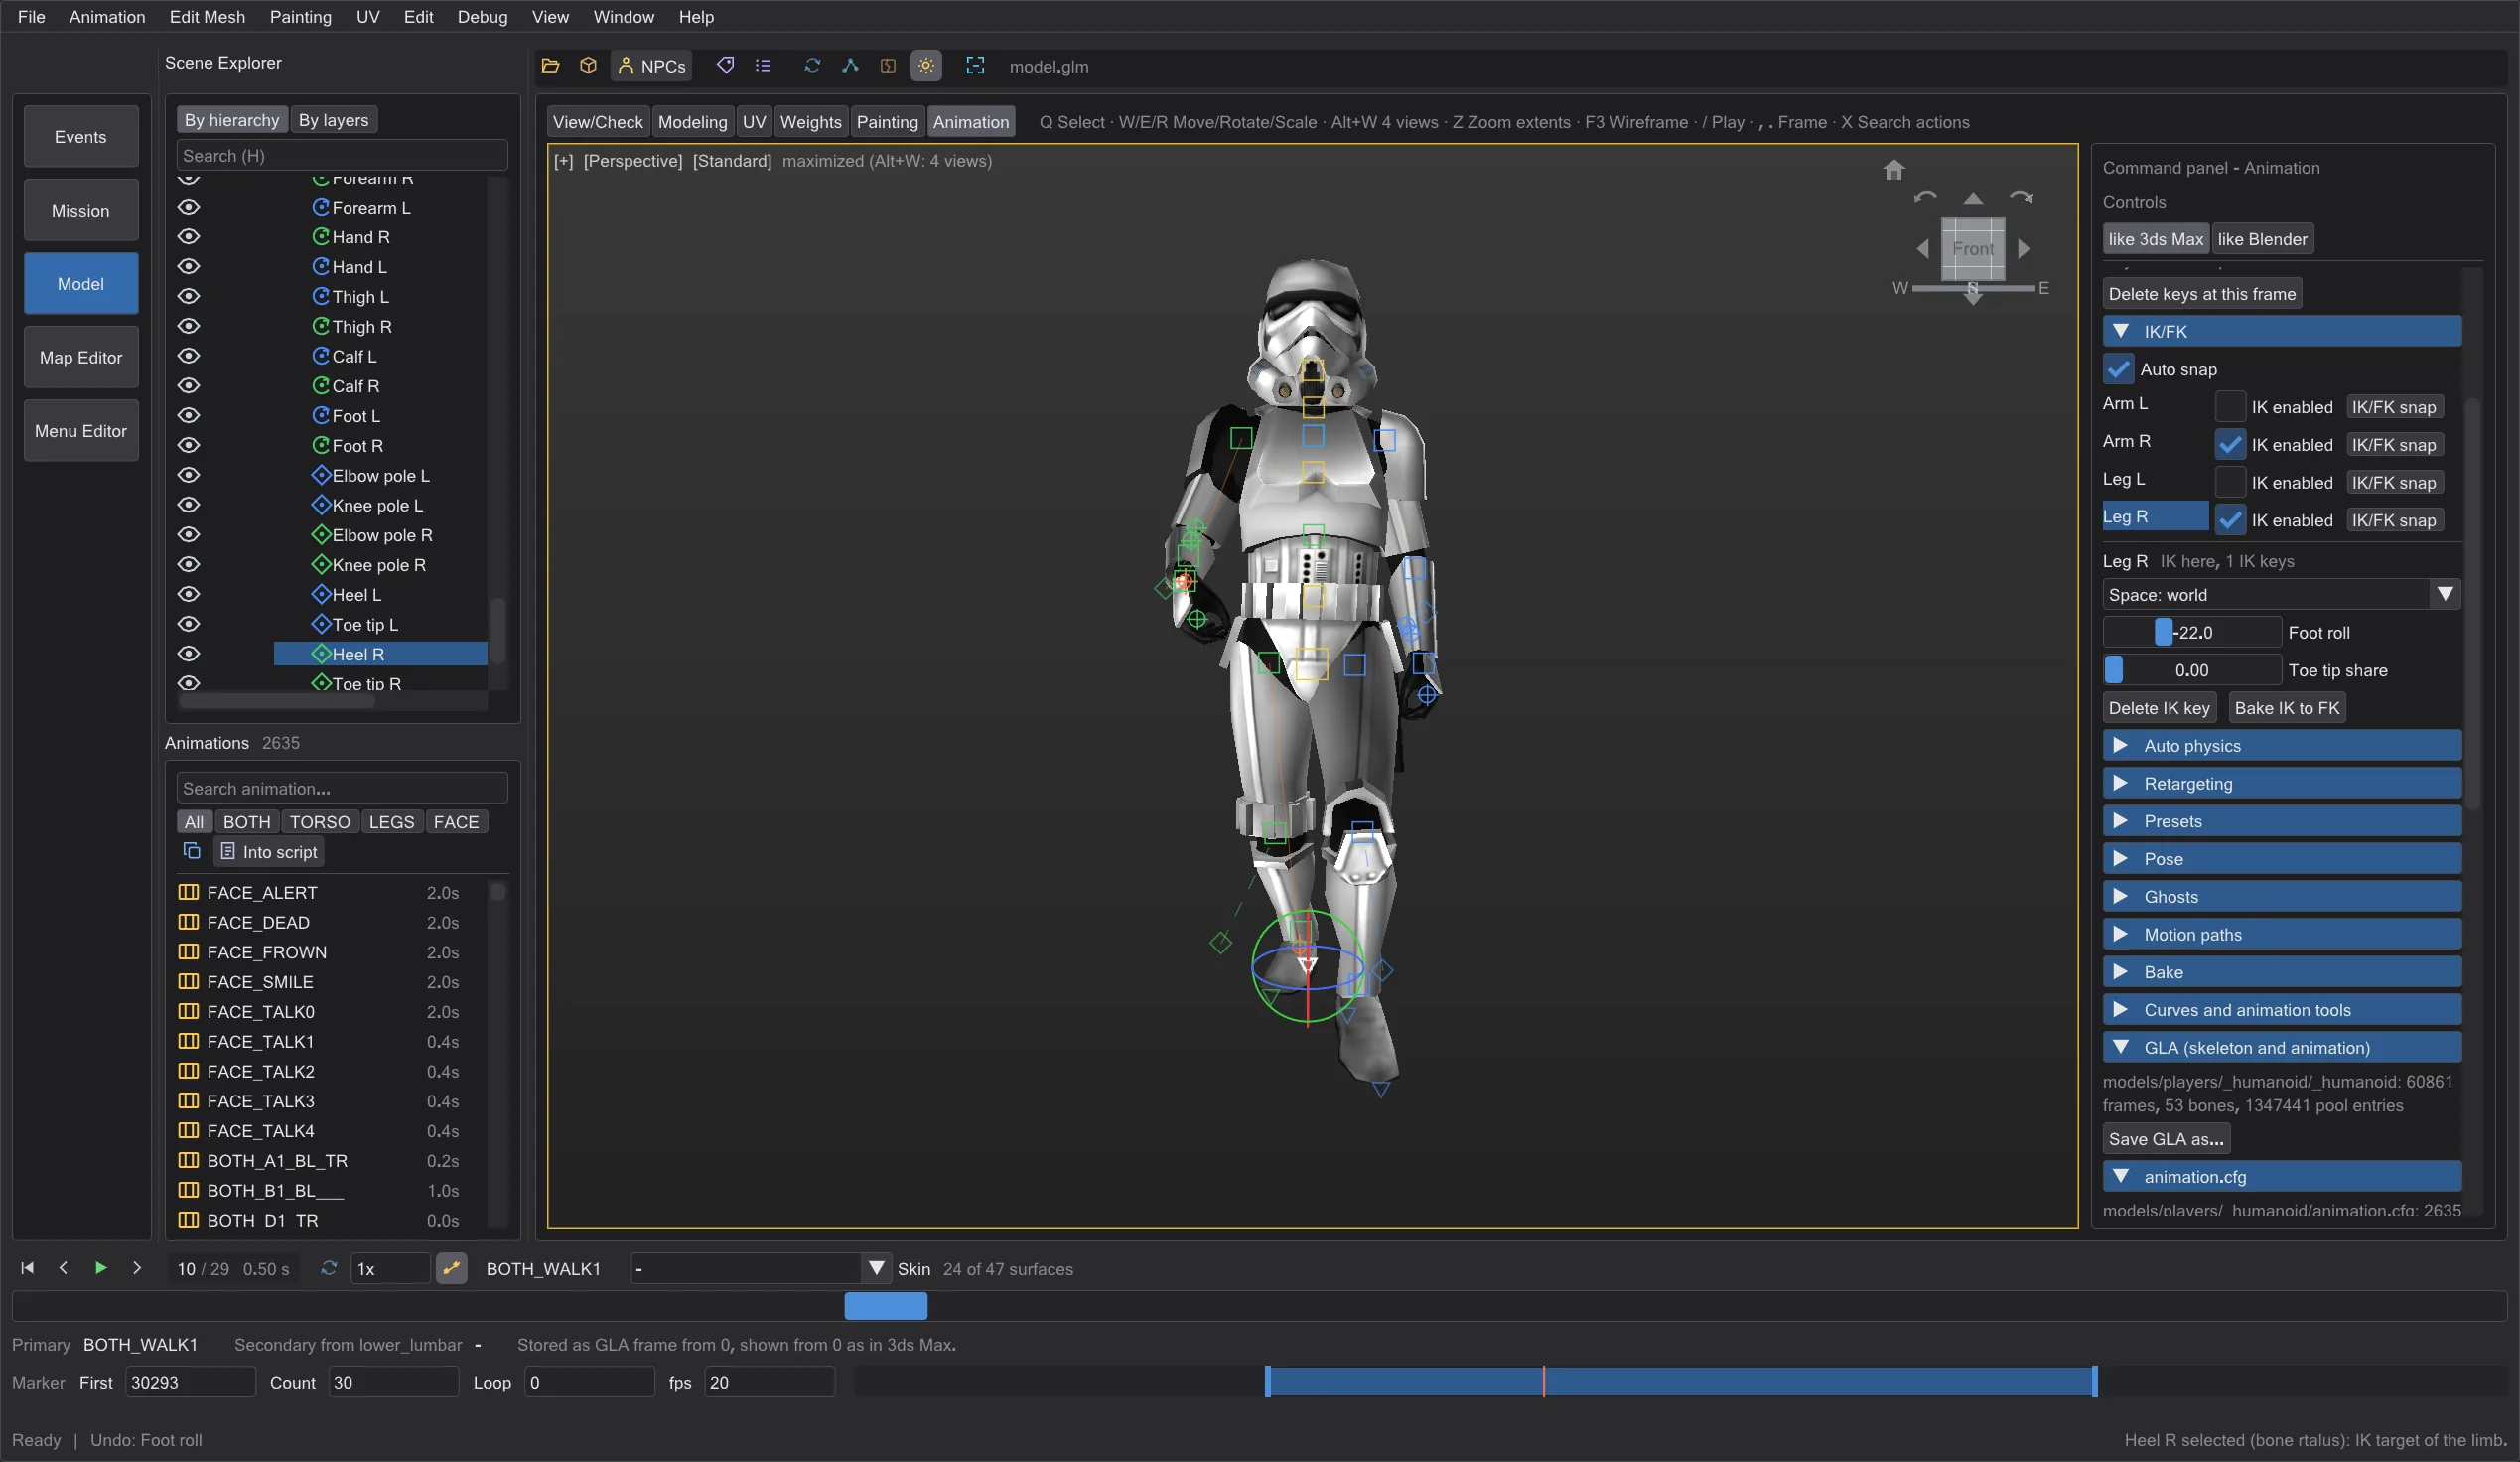 File Animation Edit Mesh Painting UV Edit Debug View Window Help
Scene Explorer
NPCs model.glm
Events
Mission
Model
Map Editor
Menu Editor
By hierarchy By layers
Search (H)
Forearm R
Forearm L
Hand R
Hand L
Thigh L
Thigh R
Calf L
Calf R
Foot L
Foot R
Elbow pole L
Knee pole L
Elbow pole R
Knee pole R
Heel L
Toe tip L
Heel R
Toe tip R
Animations 2635
Search animation...
All BOTH TORSO LEGS FACE
Into script
FACE_ALERT 2.0s
FACE_DEAD 2.0s
FACE_FROWN 2.0s
FACE_SMILE 2.0s
FACE_TALK0 2.0s
FACE_TALK1 0.4s
FACE_TALK2 0.4s
FACE_TALK3 0.4s
FACE_TALK4 0.4s
BOTH_A1_BL_TR 0.2s
BOTH_B1_BL___ 1.0s
BOTH_D1_TR 0.0s
View/Check Modeling UV Weights Painting Animation Q Select · W/E/R Move/Rotate/Scale · Alt+W 4 views · Z Zoom extents · F3 Wireframe · / Play · , . Frame · X Search actions
[+] [Perspective] [Standard] maximized (Alt+W: 4 views)
Front
W S E
Command panel - Animation
Controls
like 3ds Max like Blender
Delete keys at this frame
IK/FK
Auto snap
Arm L IK enabled IK/FK snap
Arm R IK enabled IK/FK snap
Leg L IK enabled IK/FK snap
Leg R IK enabled IK/FK snap
Leg R IK here, 1 IK keys
Space: world
-22.0 Foot roll
0.00 Toe tip share
Delete IK key Bake IK to FK
Auto physics
Retargeting
Presets
Pose
Ghosts
Motion paths
Bake
Curves and animation tools
GLA (skeleton and animation)
models/players/_humanoid/_humanoid: 60861
frames, 53 bones, 1347441 pool entries
Save GLA as...
animation.cfg
models/players/_humanoid/animation.cfg: 2635
10 / 29 0.50 s 1x BOTH_WALK1 - Skin 24 of 47 surfaces
Primary BOTH_WALK1 Secondary from lower_lumbar - Stored as GLA frame from 0, shown from 0 as in 3ds Max.
Marker First 30293 Count 30 Loop 0 fps 20
Ready | Undo: Foot roll
Heel R selected (bone rtalus): IK target of the limb.